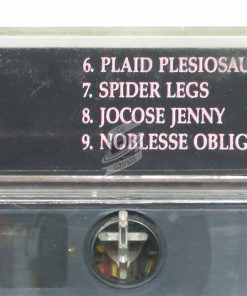 6. PLAID PLESIOSAU
7. SPIDER LEGS
8. JOCOSE JENNY
9. NOBLESSE OBLIG